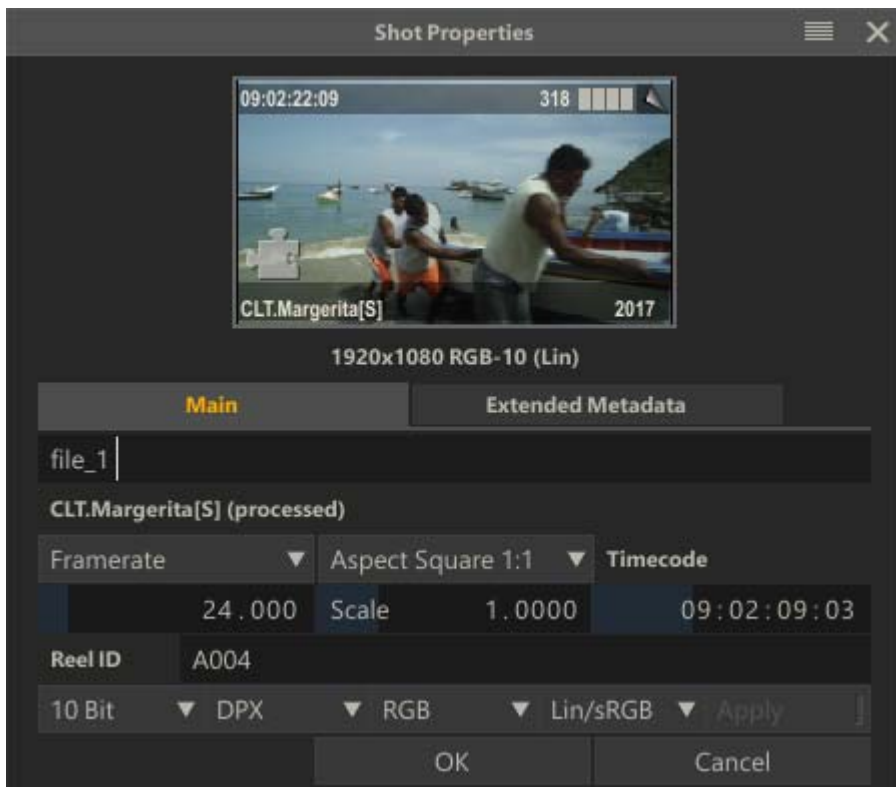 Shot Properties
09:02:22:09 318
CLT.Margerita[S] 2017
1920x1080 RGB-10 (Lin)
Main Extended Metadata
file_1
CLT.Margerita[S] (processed)
Framerate Aspect Square 1:1 Timecode
24.000 Scale 1.0000 09:02:09:03
Reel ID A004
10 Bit DPX RGB Lin/sRGB Apply
OK Cancel